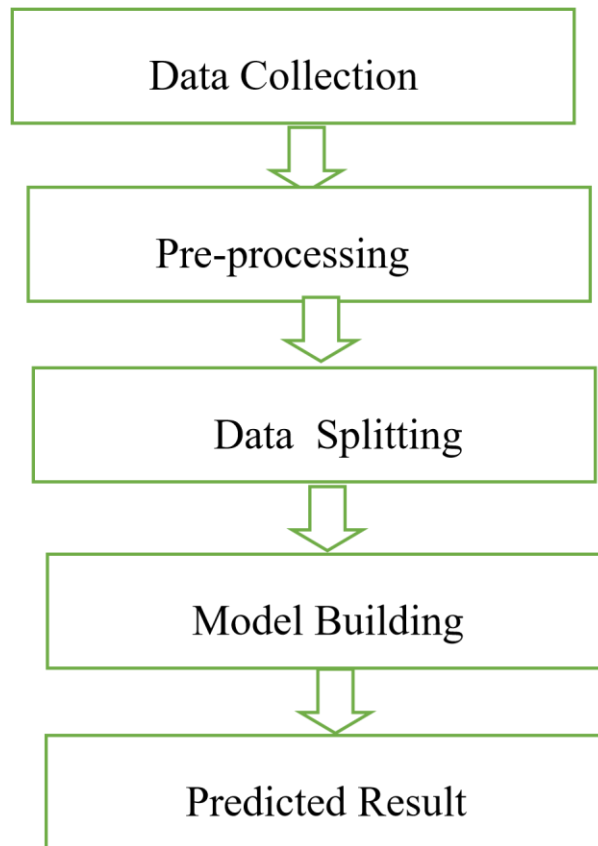 Data Collection
Pre-processing
Data  Splitting
Model Building
Predicted Result